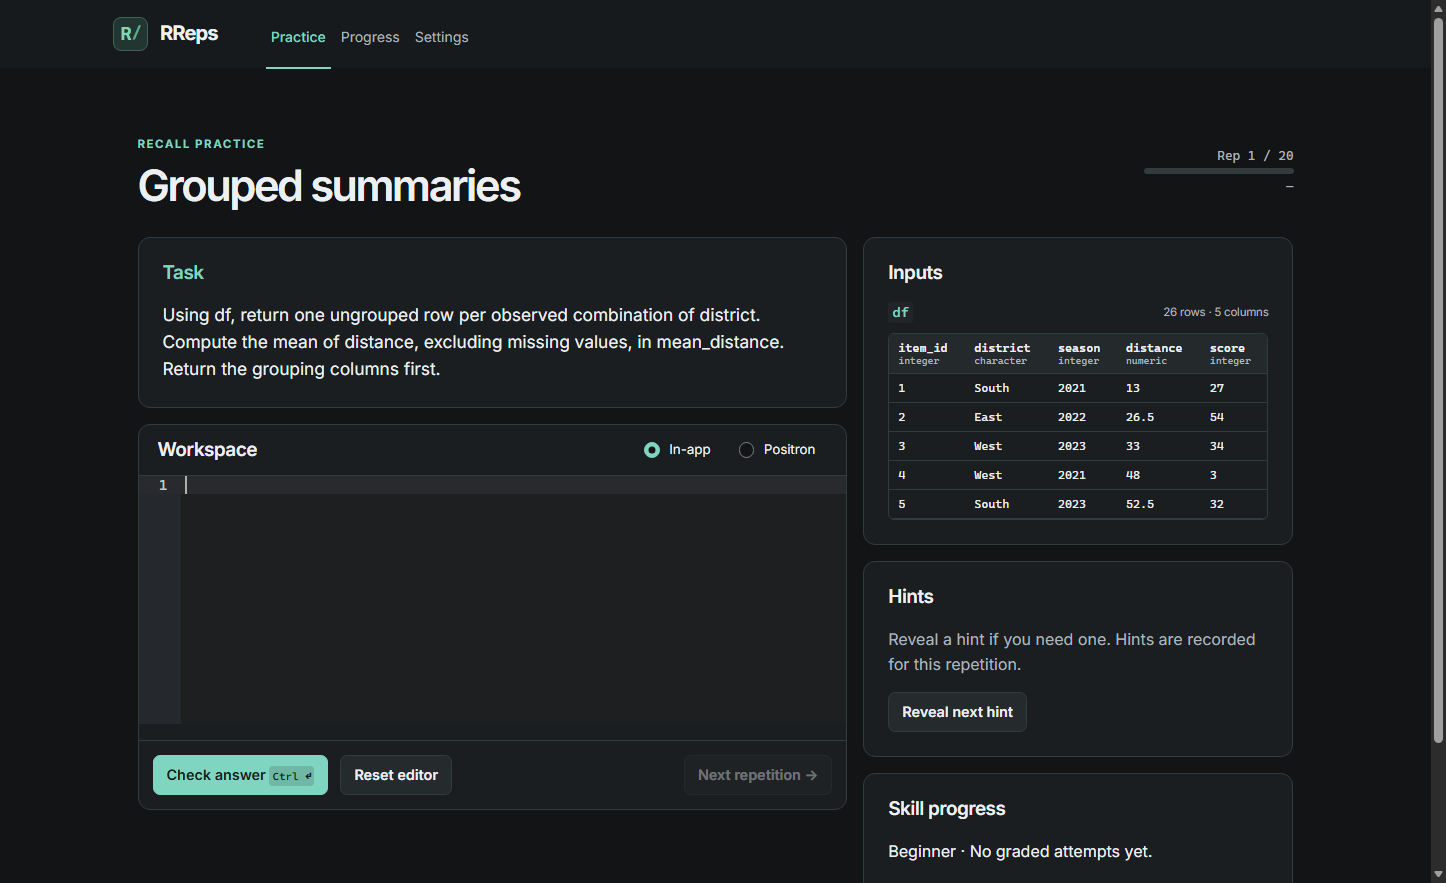 R/ RReps Practice Progress Settings
RECALL PRACTICE
Grouped summaries
Rep 1 / 20
—
Task
Using df, return one ungrouped row per observed combination of district.
Compute the mean of distance, excluding missing values, in mean_distance.
Return the grouping columns first.
Workspace In-app Positron
1
Check answer Ctrl ⏎ Reset editor Next repetition →
Inputs
df 26 rows · 5 columns
item_id district season distance score
integer character integer numeric integer
1 South 2021 13 27
2 East 2022 26.5 54
3 West 2023 33 34
4 West 2021 48 3
5 South 2023 52.5 32
Hints
Reveal a hint if you need one. Hints are recorded
for this repetition.
Reveal next hint
Skill progress
Beginner · No graded attempts yet.